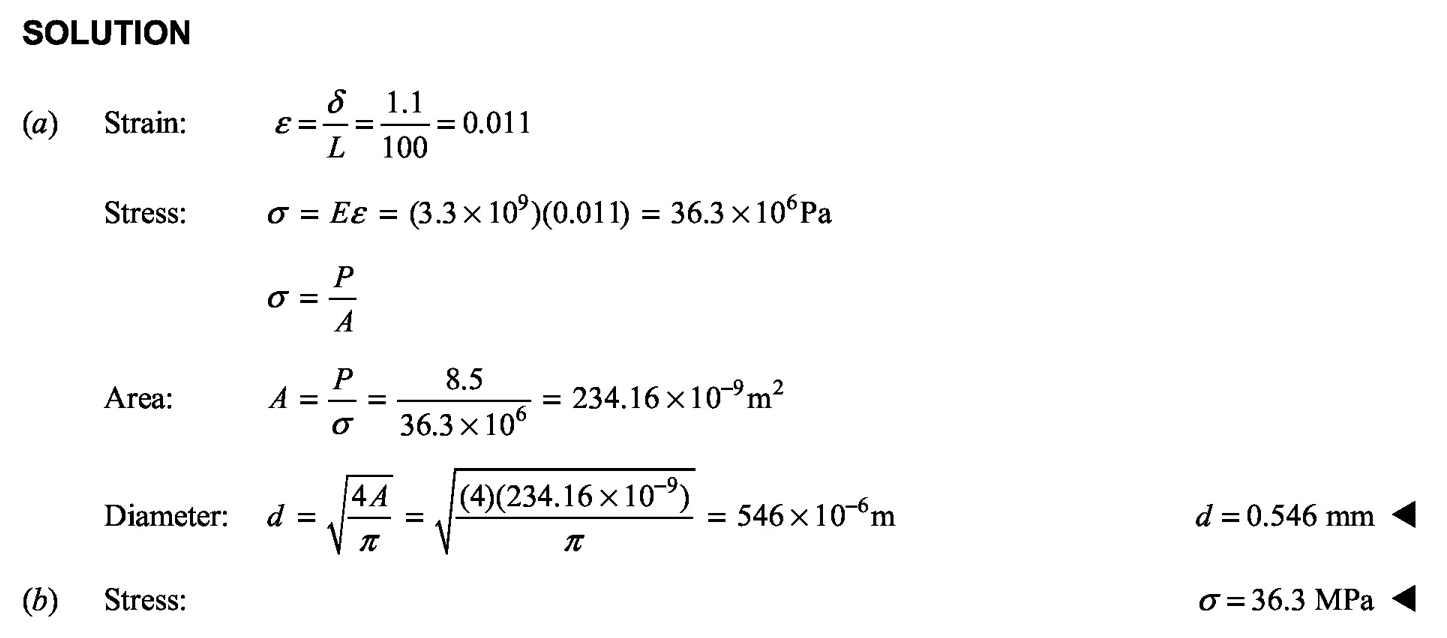 SOLUTION
(a) Strain: ε = δ/L = 1.1/100 = 0.011
Stress: σ = Eε = (3.3 × 10⁹)(0.011) = 36.3 × 10⁶ Pa
σ = P/A
Area: A = P/σ = 8.5/(36.3 × 10⁶) = 234.16 × 10⁻⁹ m²
Diameter: d = √(4A/π) = √((4)(234.16 × 10⁻⁹)/π) = 546 × 10⁻⁶ m d = 0.546 mm ◀
(b) Stress: σ = 36.3 MPa ◀